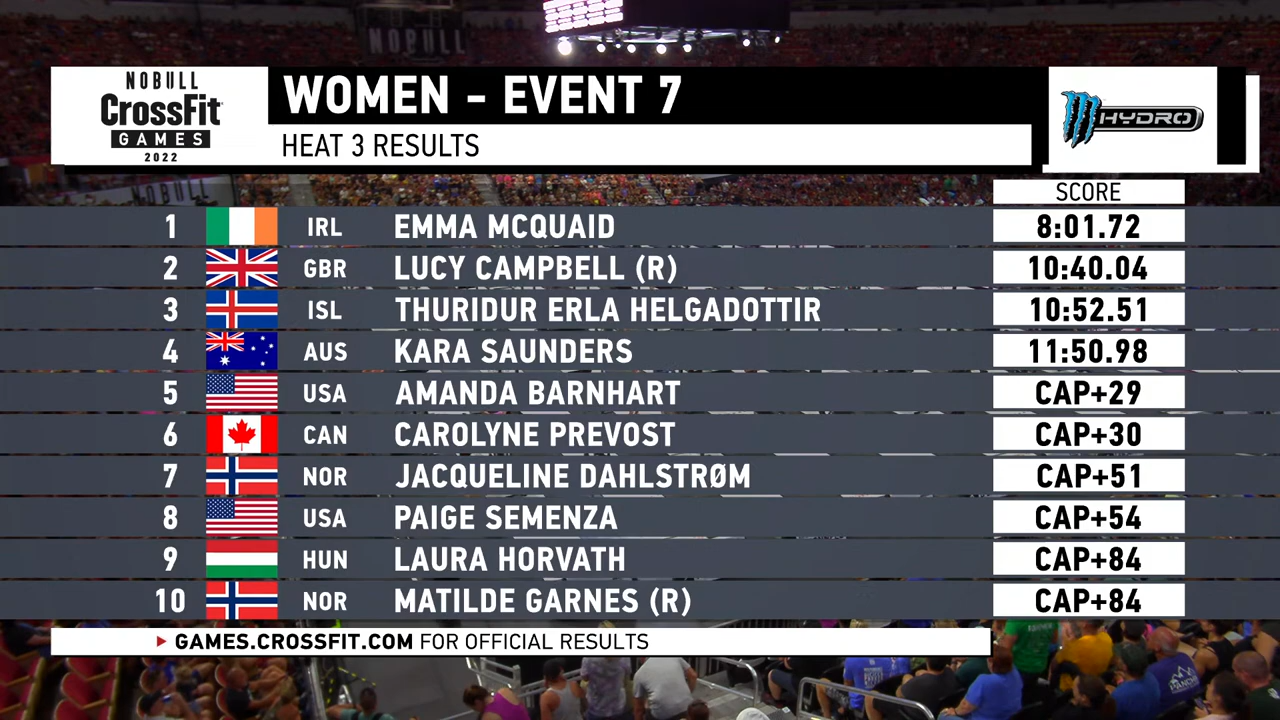 NOBULL
NOBULL
CrossFit
GAMES
2022
WOMEN - EVENT 7
HEAT 3 RESULTS
HYDRO
NOBULL
SCORE
1 IRL EMMA MCQUAID 8:01.72
2 GBR LUCY CAMPBELL (R) 10:40.04
3 ISL THURIDUR ERLA HELGADOTTIR 10:52.51
4 AUS KARA SAUNDERS 11:50.98
5 USA AMANDA BARNHART CAP+29
6 CAN CAROLYNE PREVOST CAP+30
7 NOR JACQUELINE DAHLSTRØM CAP+51
8 USA PAIGE SEMENZA CAP+54
9 HUN LAURA HORVATH CAP+84
10 NOR MATILDE GARNES (R) CAP+84
GAMES.CROSSFIT.COM FOR OFFICIAL RESULTS